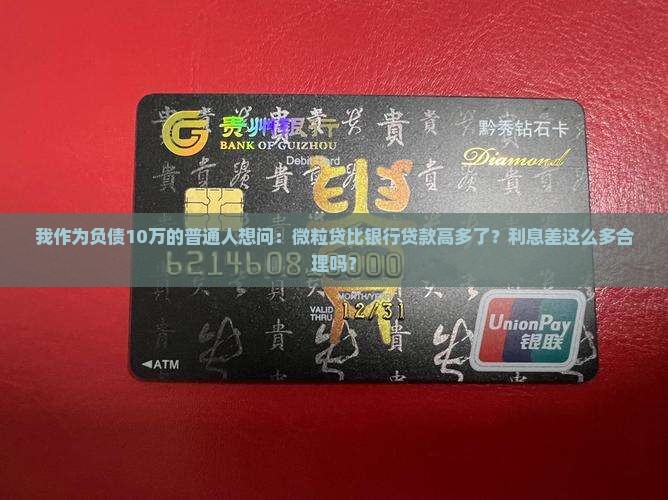 贵州银行
BANK OF GUIZHOU
Debit Card
黔秀钻石卡
Diamond
我作为负债10万的普通人想问:微粒贷比银行贷款高多了?利息差这么多合
理吗?
MONTH/YEAR
VALID
THRU
12/31
ATM
UnionPay
银联